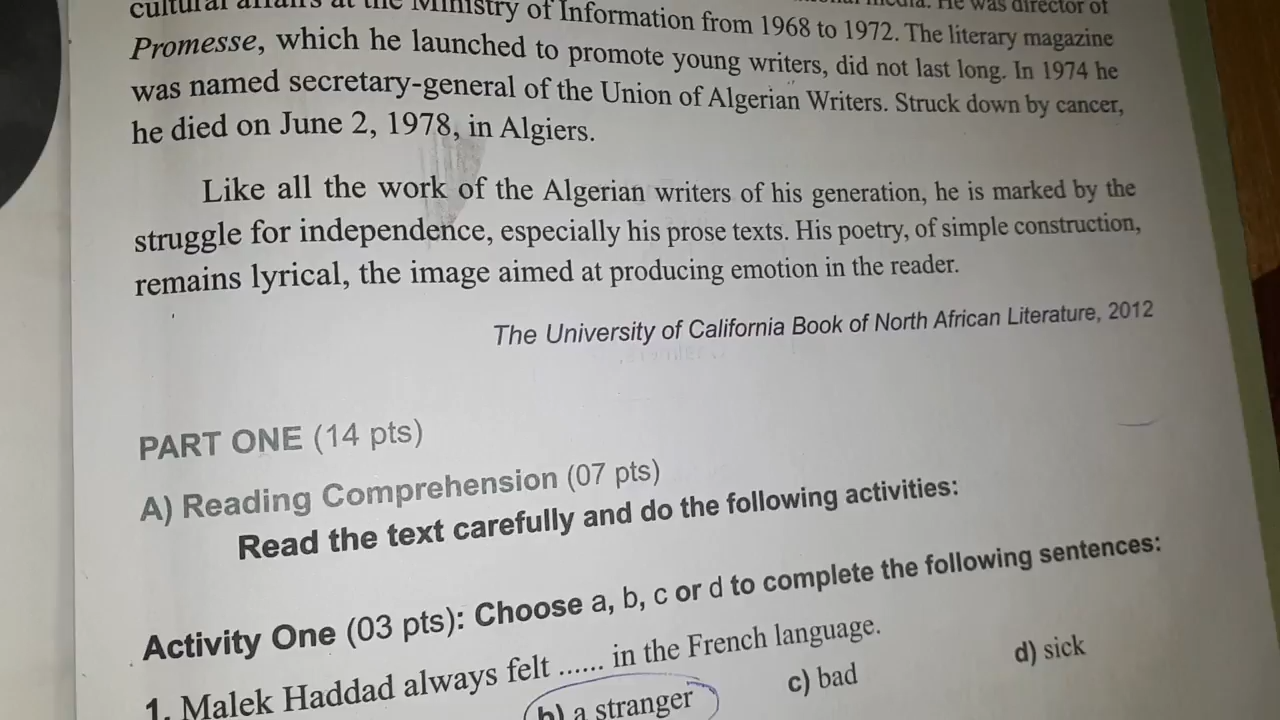 cultural affairs at the Ministry of Information from 1968 to 1972. The literary magazine
media. He was director of
Promesse, which he launched to promote young writers, did not last long. In 1974 he
was named secretary-general of the Union of Algerian Writers. Struck down by cancer,
he died on June 2, 1978, in Algiers.
Like all the work of the Algerian writers of his generation, he is marked by the
struggle for independence, especially his prose texts. His poetry, of simple construction,
remains lyrical, the image aimed at producing emotion in the reader.
The University of California Book of North African Literature, 2012
PART ONE (14 pts)
A) Reading Comprehension (07 pts)
Read the text carefully and do the following activities:
Activity One (03 pts): Choose a, b, c or d to complete the following sentences:
1. Malek Haddad always felt ...... in the French language.
b) a stranger c) bad d) sick